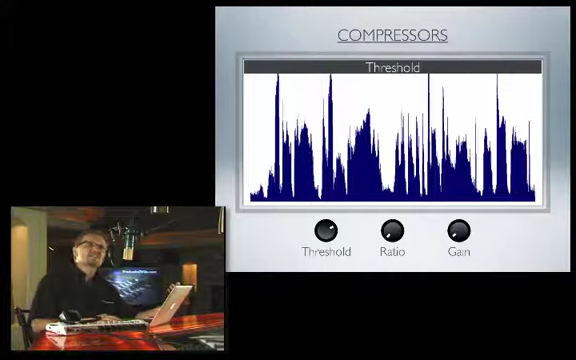 COMPRESSORS
Threshold
Threshold
Ratio
Gain